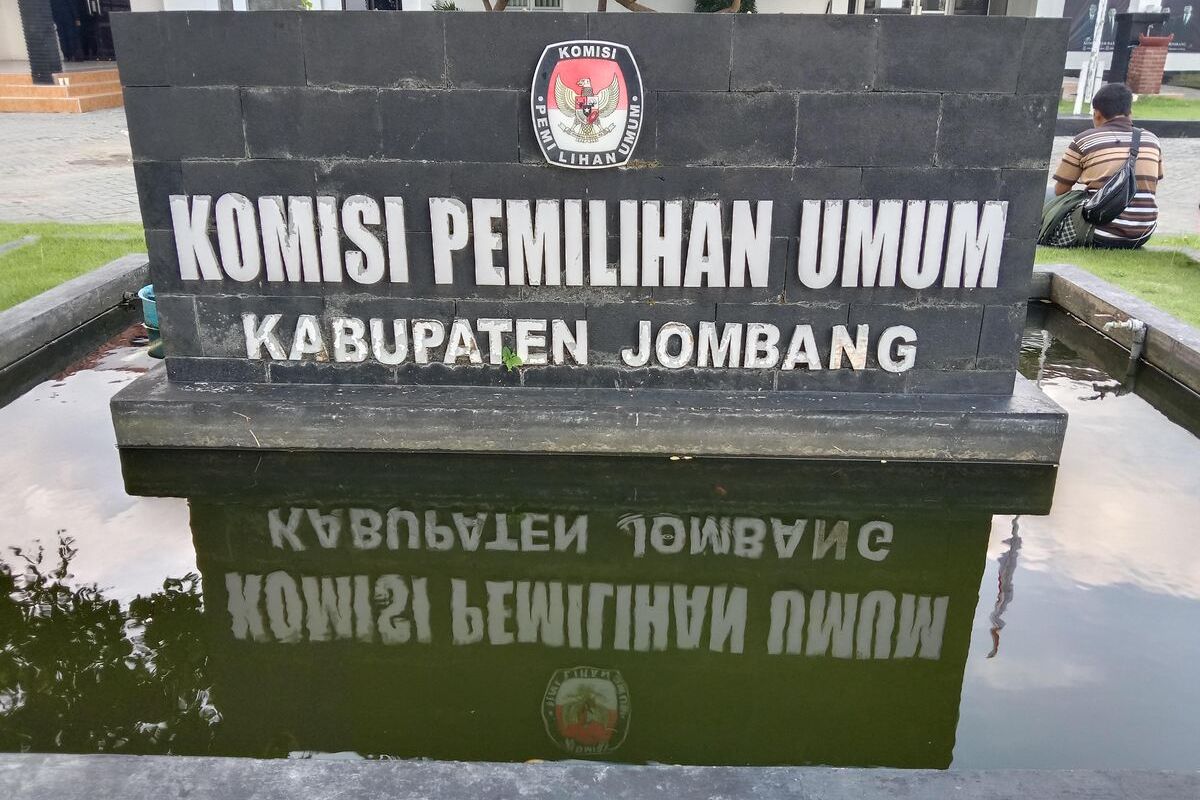 KOMISI
PEMILIHAN UMUM
KOMISI PEMILIHAN UMUM
KABUPATEN JOMBANG